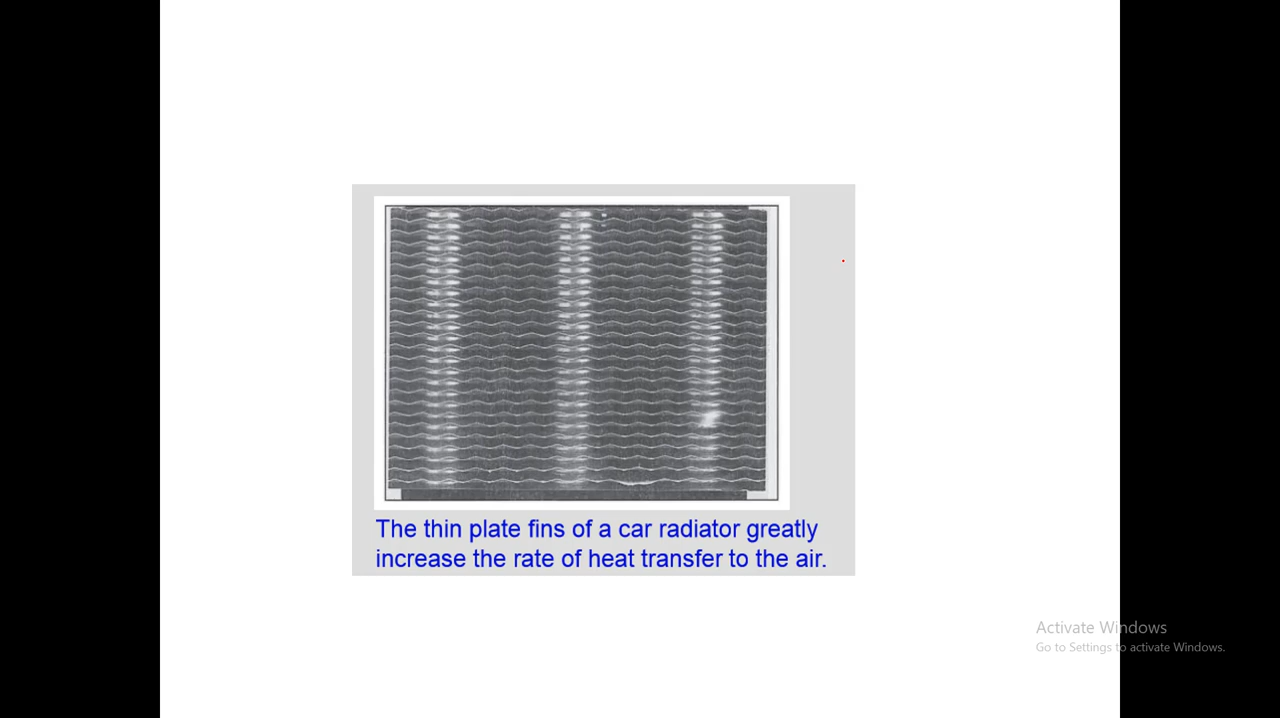 The thin plate fins of a car radiator greatly
increase the rate of heat transfer to the air.
Activate Windows
Go to Settings to activate Windows.